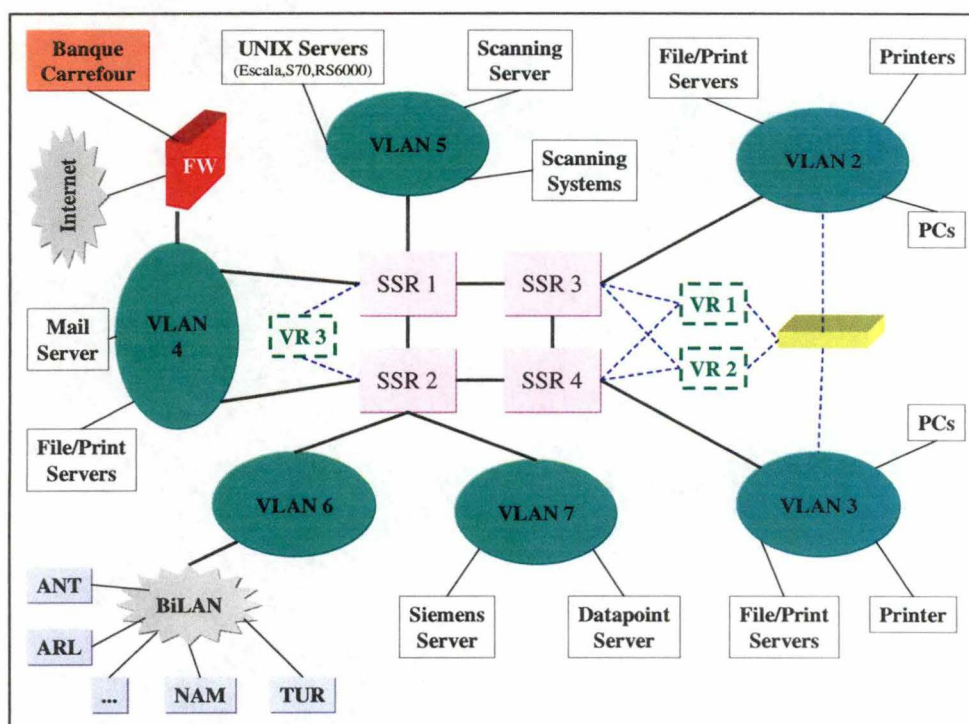 Banque
Carrefour
UNIX Servers
(Escala,S70,RS6000)
Scanning
Server
File/Print
Servers
Printers
Internet
FW
VLAN 5
VLAN 2
Scanning
Systems
PCs
SSR 1
SSR 3
VR 1
Mail
Server
VLAN
4
VR 3
VR 2
SSR 2
SSR 4
File/Print
Servers
PCs
VLAN 6
VLAN 7
VLAN 3
ANT
BiLAN
ARL
Siemens
Server
Datapoint
Server
File/Print
Servers
Printer
...
NAM
TUR